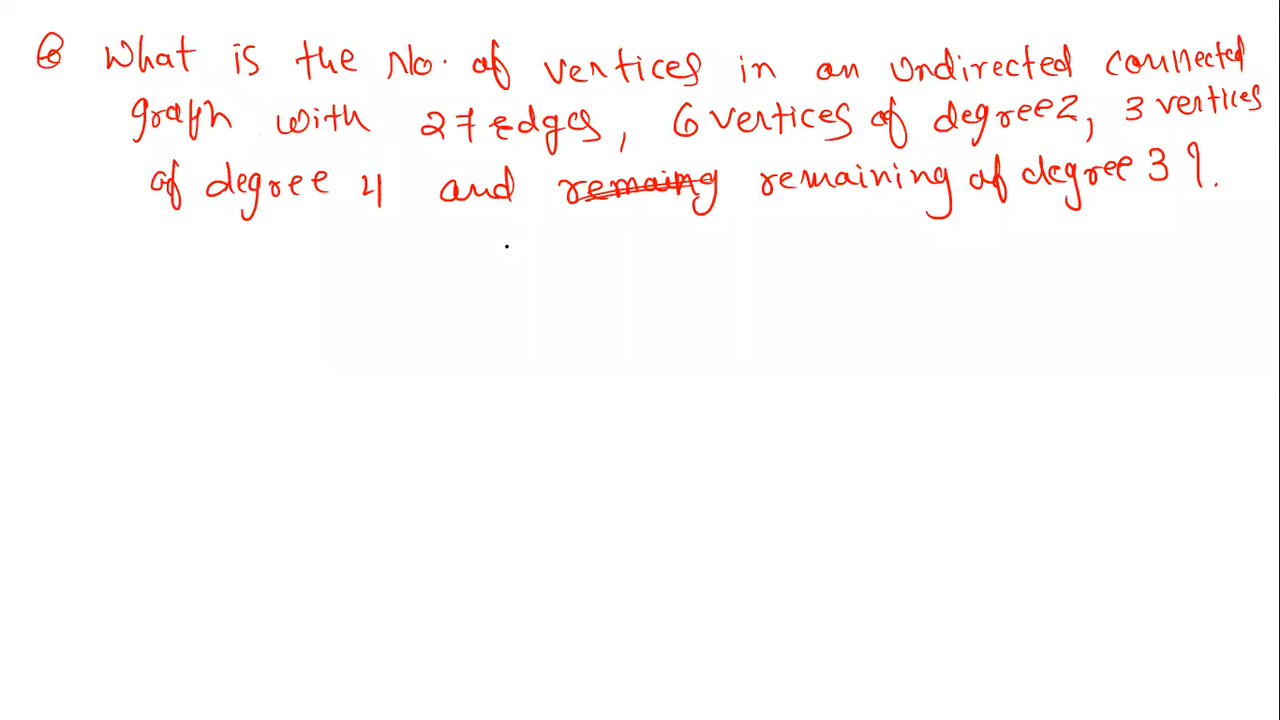 Q What is the No. of vertices in an undirected connected
graph with 27 edges, 6 vertices of degree 2, 3 vertices
of degree 4 and remaing remaining of degree 3 ?.